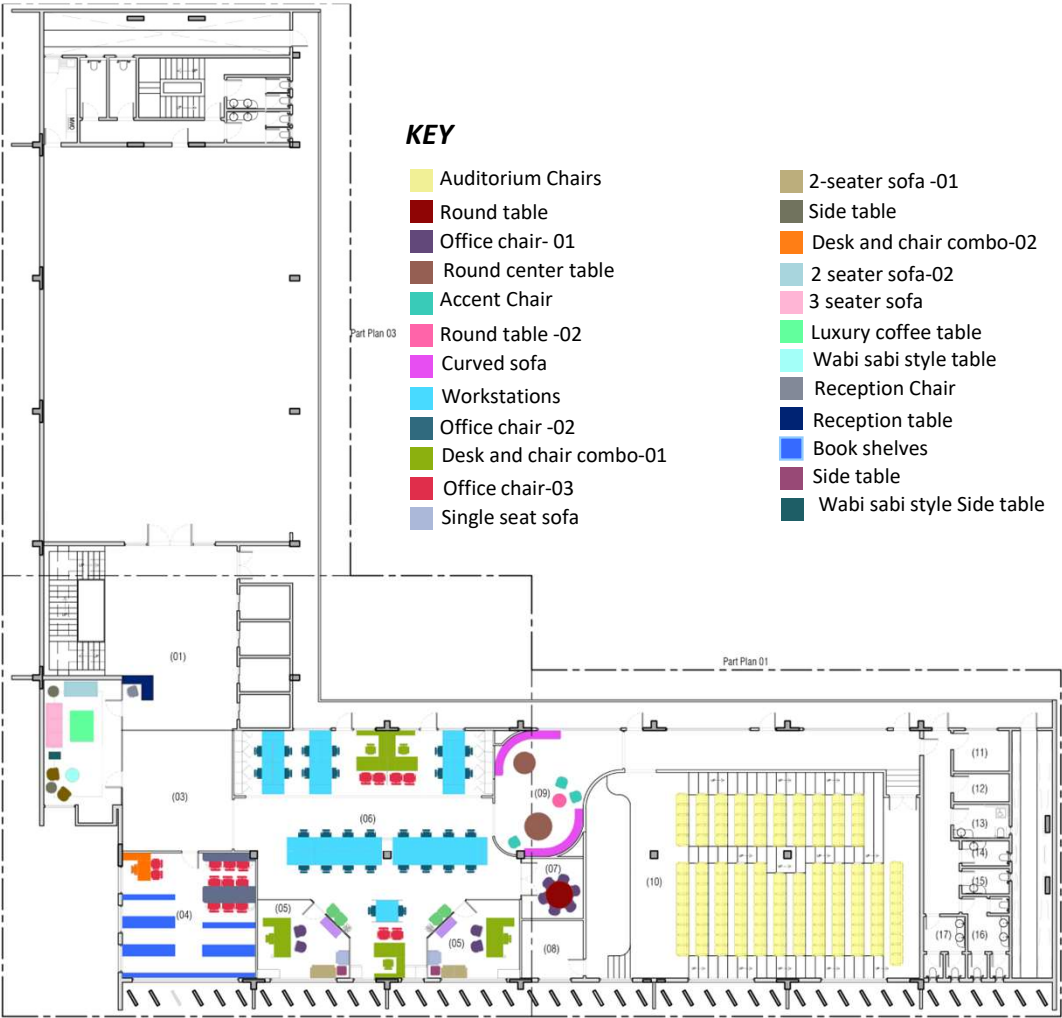 KEY
Auditorium Chairs
Round table
Office chair- 01
Round center table
Accent Chair
Round table -02
Curved sofa
Workstations
Office chair -02
Desk and chair combo-01
Office chair-03
Single seat sofa
2-seater sofa -01
Side table
Desk and chair combo-02
2 seater sofa-02
3 seater sofa
Luxury coffee table
Wabi sabi style table
Reception Chair
Reception table
Book shelves
Side table
Wabi sabi style Side table
Part Plan 03
Part Plan 01
(01)
(03)
(06)
(09)
(07)
(04)
(05)
(05)
(08)
(10)
(11)
(12)
(13)
(14)
(15)
(17)
(16)